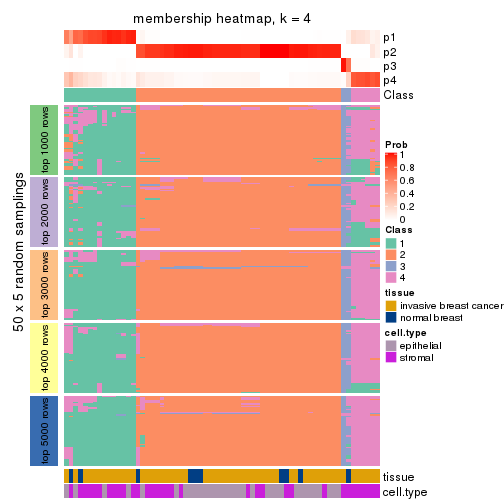 membership heatmap, k = 4
p1
p2
p3
p4
Class
50 x 5 random samplings
top 1000 rows
top 2000 rows
top 3000 rows
top 4000 rows
top 5000 rows
Prob
1
0.8
0.6
0.4
0.2
0
Class
1
2
3
4
tissue
invasive breast cancer
normal breast
cell.type
epithelial
stromal
tissue
cell.type